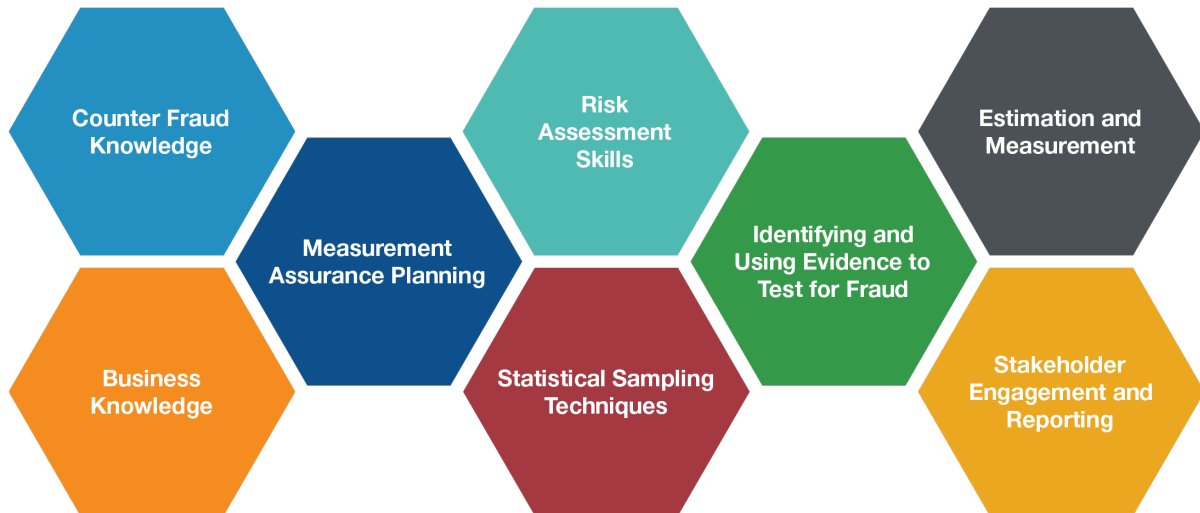 Counter Fraud
Knowledge
Business
Knowledge
Measurement
Assurance Planning
Risk
Assessment
Skills
Statistical Sampling
Techniques
Identifying and
Using Evidence to
Test for Fraud
Estimation and
Measurement
Stakeholder
Engagement and
Reporting